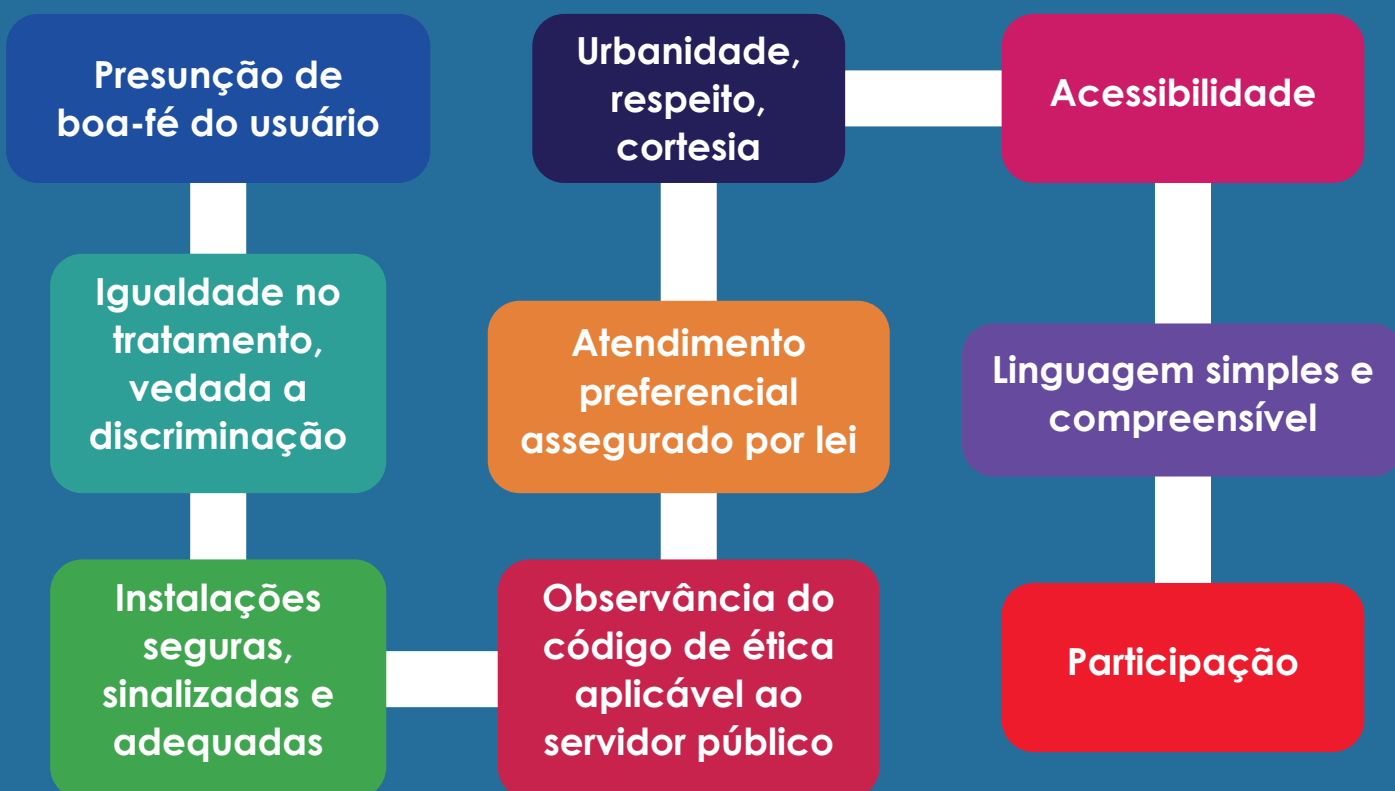 Presunção de
boa-fé do usuário
Igualdade no
tratamento,
vedada a
discriminação
Instalações
seguras,
sinalizadas e
adequadas
Observância do
código de ética
aplicável ao
servidor público
Atendimento
preferencial
assegurado por lei
Urbanidade,
respeito,
cortesia
Acessibilidade
Linguagem simples e
compreensível
Participação